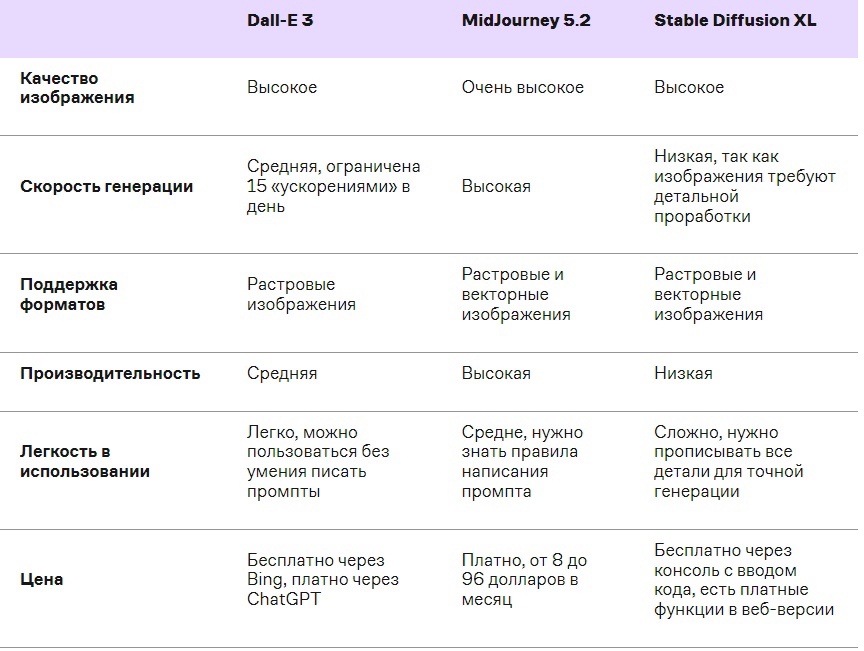 Dall-E 3 MidJourney 5.2 Stable Diffusion XL
Качество
изображения
Высокое
Очень высокое
Высокое
Скорость генерации
Средняя, ограничена
15 «ускорениями» в
день
Высокая
Низкая, так как
изображения требуют
детальной
проработки
Поддержка
форматов
Растровые
изображения
Растровые и
векторные
изображения
Растровые и
векторные
изображения
Производительность
Средняя
Высокая
Низкая
Легкость в
использовании
Легко, можно
пользоваться без
умения писать
промпты
Средне, нужно
знать правила
написания
промпта
Сложно, нужно
прописывать все
детали для точной
генерации
Цена
Бесплатно через
Bing, платно через
ChatGPT
Платно, от 8 до
96 долларов в
месяц
Бесплатно через
консоль с вводом
кода, есть платные
функции в веб-версии